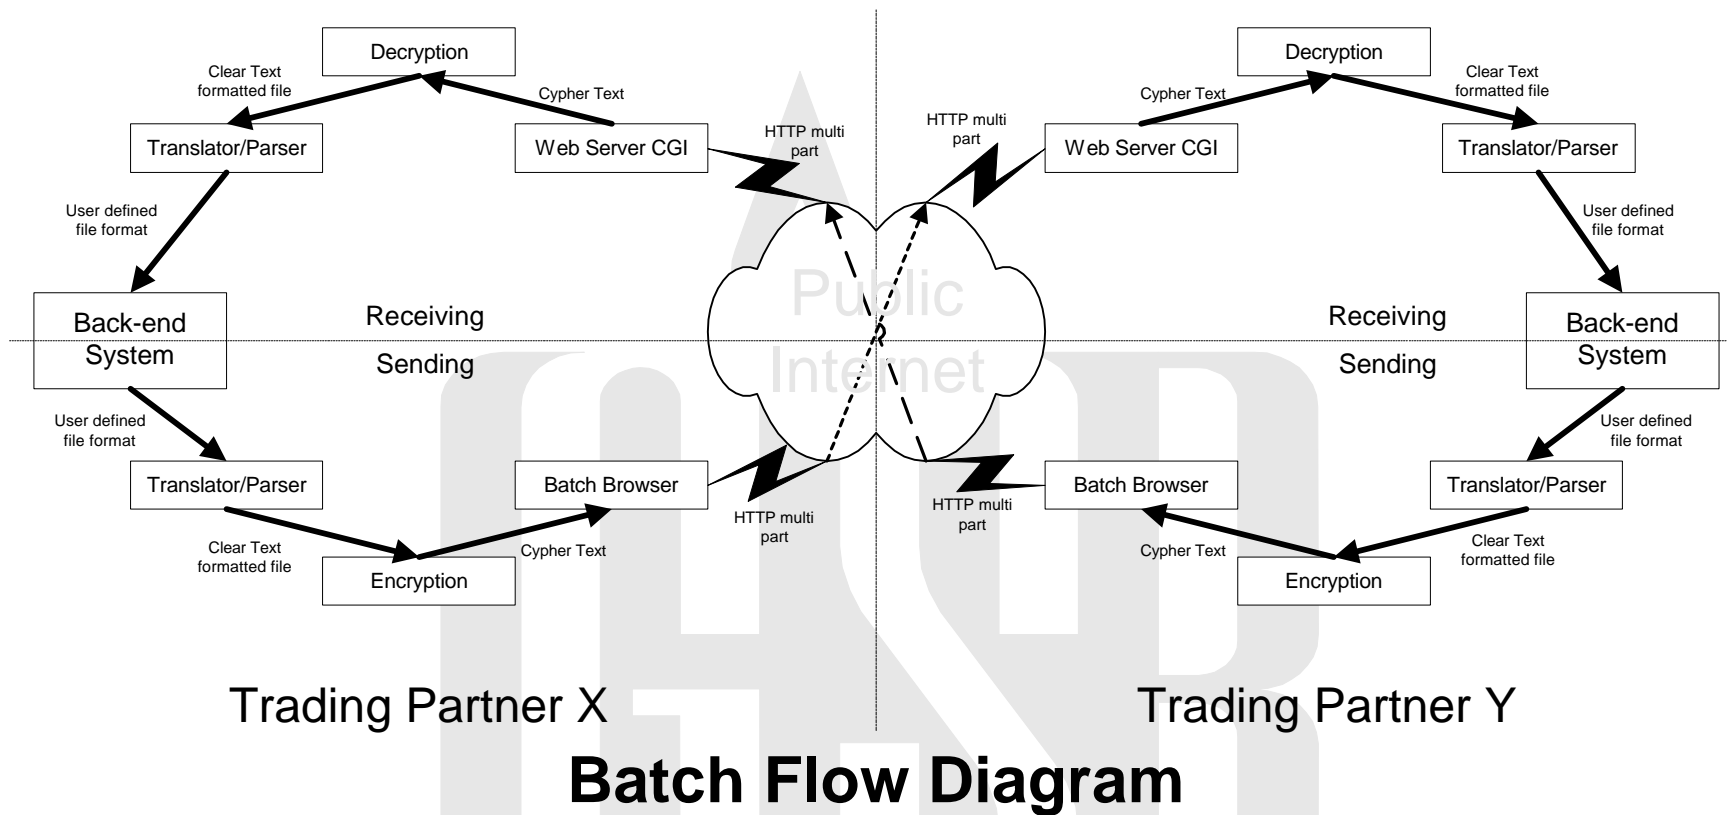 Decryption
Clear Text
formatted file
Cypher Text
Translator/Parser
Web Server CGI
HTTP multi
part
User defined
file format
Back-end
System
Receiving
Sending
User defined
file format
Translator/Parser
Batch Browser
HTTP multi
part
Clear Text
formatted file
Cypher Text
Encryption
Public
Internet
Decryption
Cypher Text
Clear Text
formatted file
HTTP multi
part
Web Server CGI
Translator/Parser
User defined
file format
Receiving
Sending
Back-end
System
User defined
file format
Batch Browser
Translator/Parser
HTTP multi
part
Cypher Text
Clear Text
formatted file
Encryption
Trading Partner X
Trading Partner Y
Batch Flow Diagram